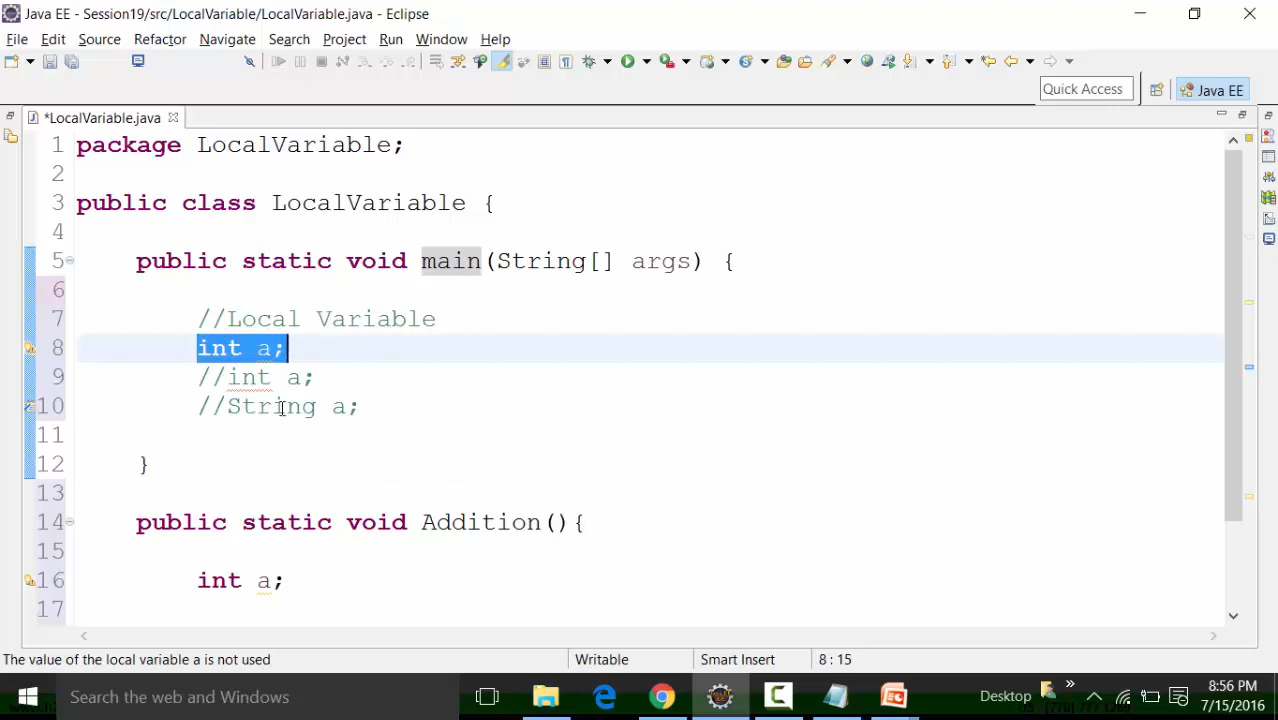 Java EE - Session19/src/LocalVariable/LocalVariable.java - Eclipse
File Edit Source Refactor Navigate Search Project Run Window Help
Quick Access Java EE
*LocalVariable.java
1 package LocalVariable;
2
3 public class LocalVariable {
4
5 public static void main(String[] args) {
6
7 //Local Variable
8 int a;
9 //int a;
10 //String a;
11
12 }
13
14 public static void Addition(){
15
16 int a;
17
The value of the local variable a is not used Writable Smart Insert 8 : 15
Search the web and Windows Desktop 8:56 PM
7/15/2016